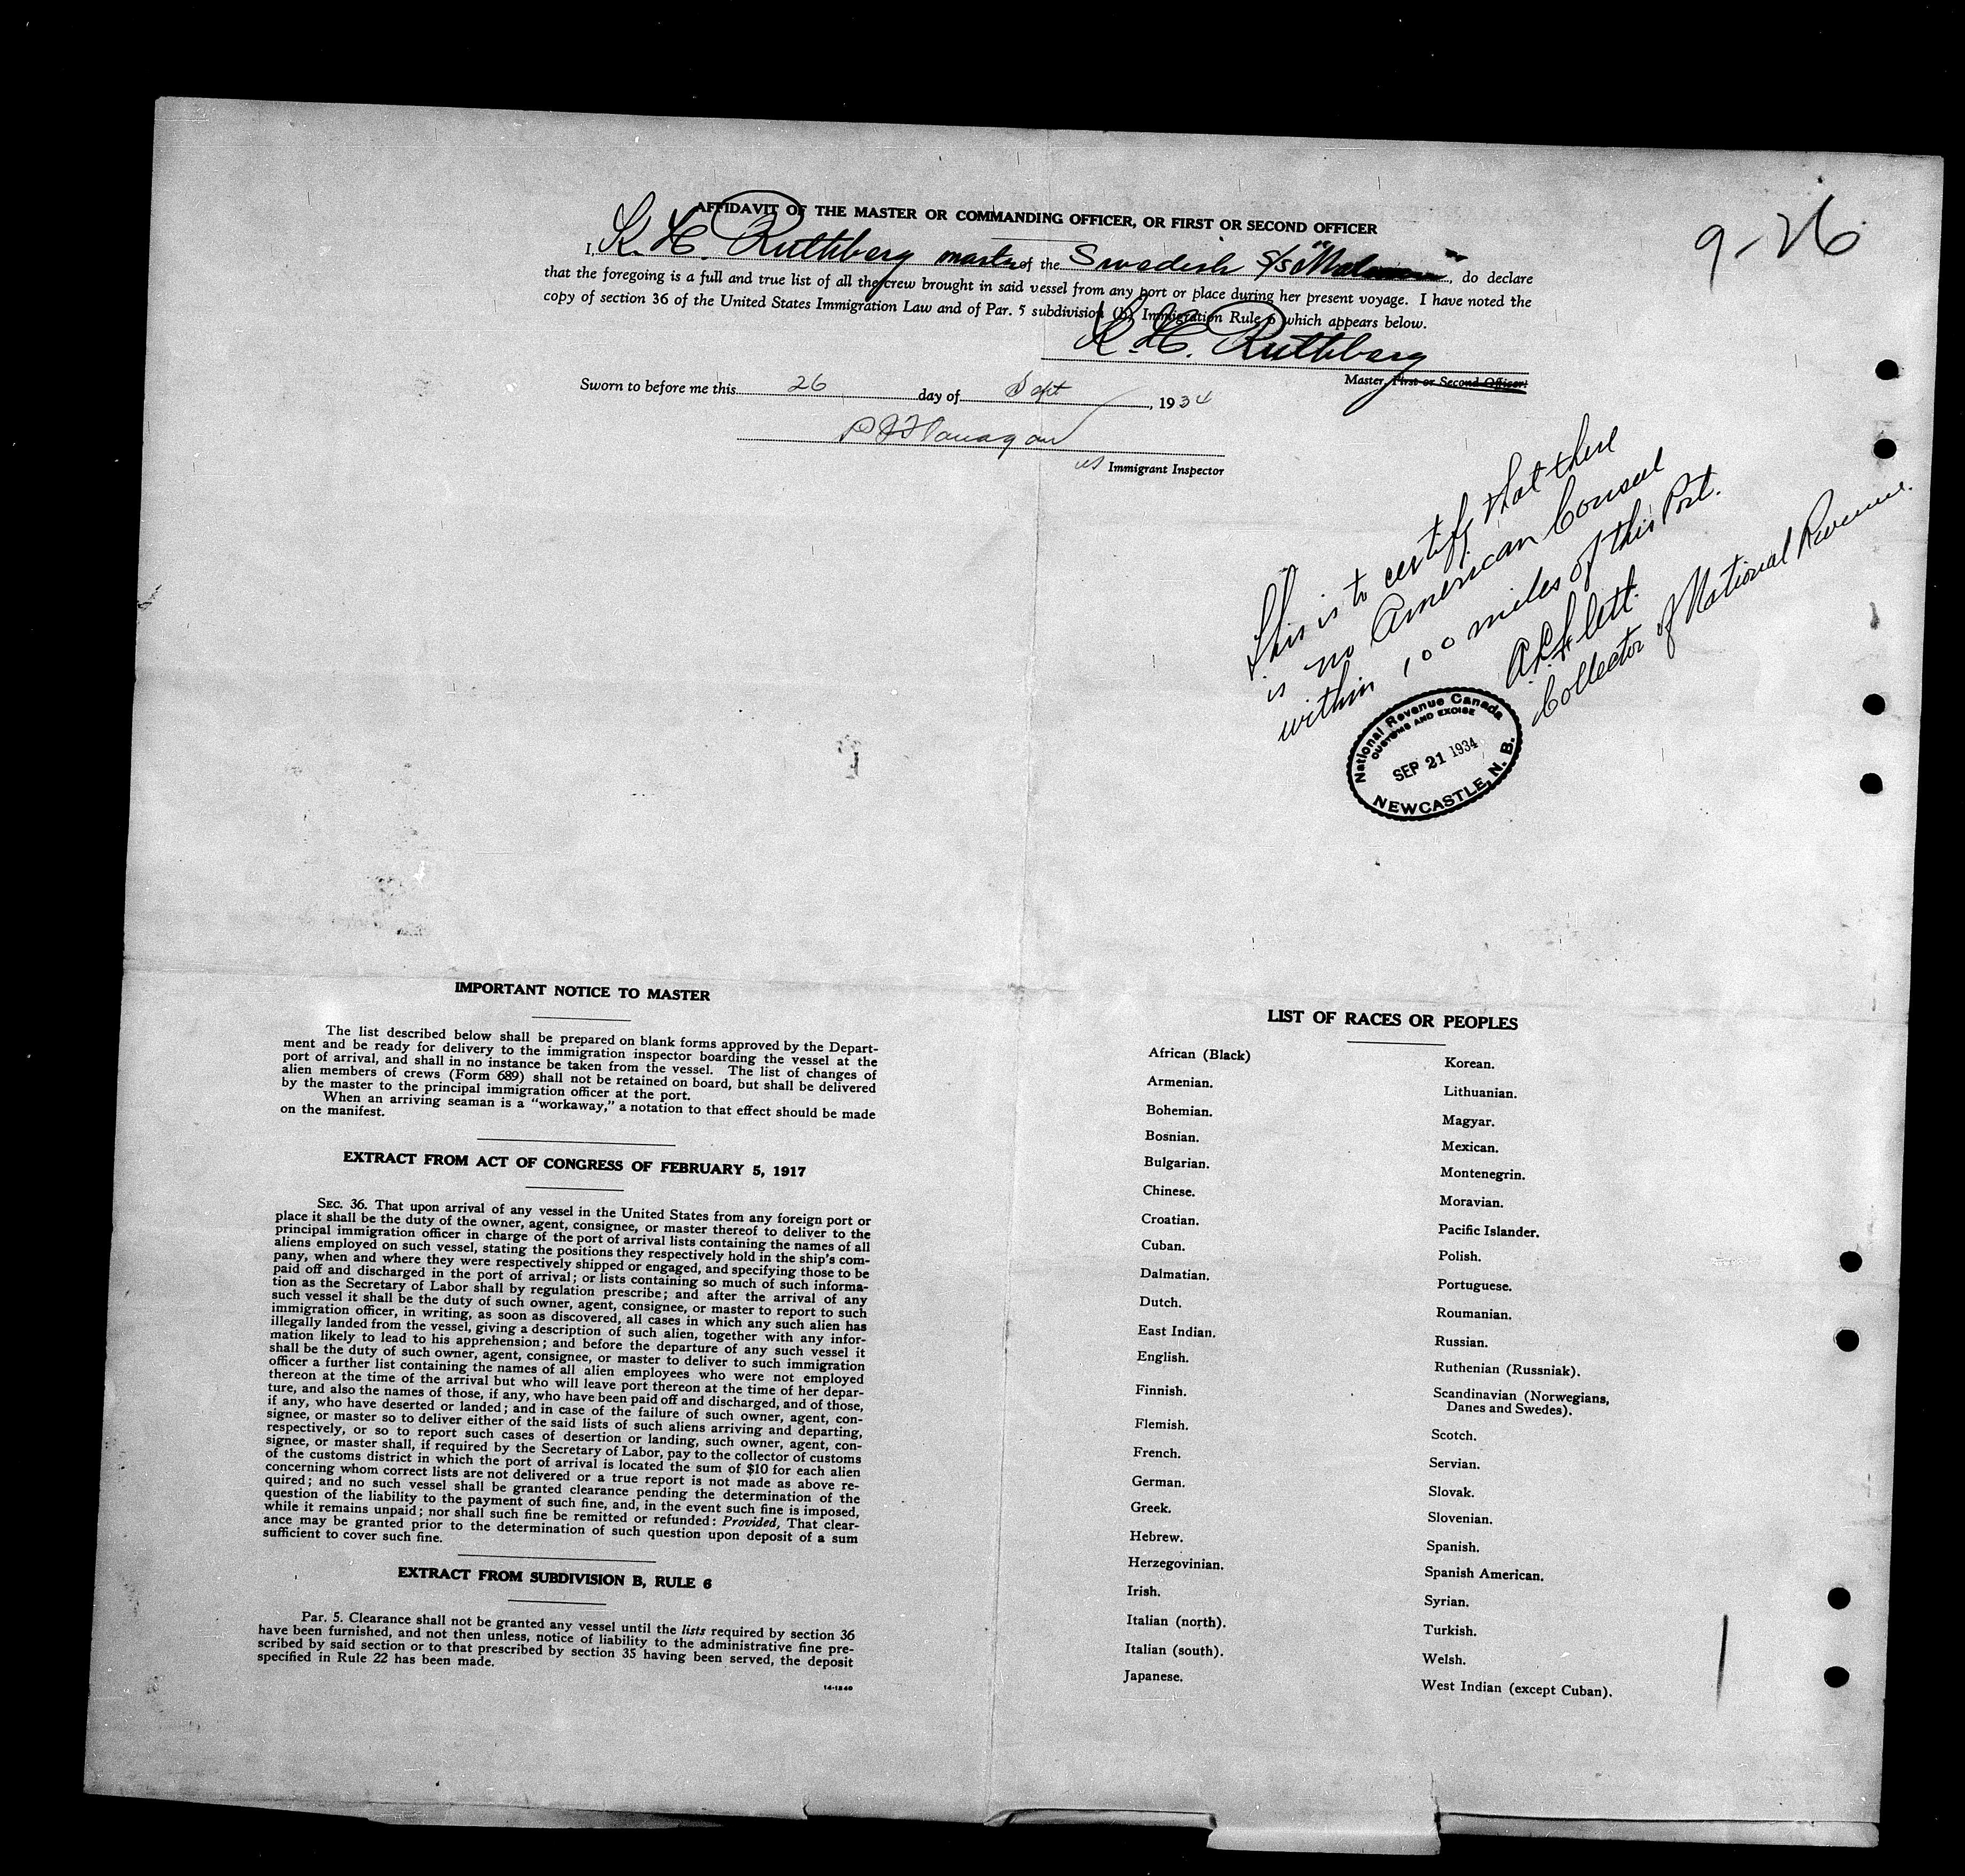 9-26
AFFIDAVIT OF THE MASTER OR COMMANDING OFFICER, OR FIRST OR SECOND OFFICER
I, K. H. Ruthberg master of the Swedish S/S , do declare
that the foregoing is a full and true list of all the crew brought in said vessel from any port or place during her present voyage. I have noted the
copy of section 36 of the United States Immigration Law and of Par. 5 subdivision (b) Immigration Rule 6 which appears below.
K. H. Ruthberg
Master, First or Second Officer.
Sworn to before me this 26 day of Sept, 1934
Flanagan
US Immigrant Inspector
This is to certify that there
is no American Consul
within 100 miles of this Port.
Collector of National Revenue.
National Revenue Canada
CUSTOMS AND EXCISE
SEP 21 1934
NEWCASTLE, N. B.
IMPORTANT NOTICE TO MASTER
The list described below shall be prepared on blank forms approved by the Depart-
ment and be ready for delivery to the immigration inspector boarding the vessel at the
port of arrival, and shall in no instance be taken from the vessel. The list of changes of
alien members of crews (Form 689) shall not be retained on board, but shall be delivered
by the master to the principal immigration officer at the port.
When an arriving seaman is a "workaway," a notation to that effect should be made
on the manifest.
EXTRACT FROM ACT OF CONGRESS OF FEBRUARY 5, 1917
SEC. 36. That upon arrival of any vessel in the United States from any foreign port or
place it shall be the duty of the owner, agent, consignee, or master thereof to deliver to the
principal immigration officer in charge of the port of arrival lists containing the names of all
aliens employed on such vessel, stating the positions they respectively hold in the ship's com-
pany, when and where they were respectively shipped or engaged, and specifying those to be
paid off and discharged in the port of arrival; or lists containing so much of such informa-
tion as the Secretary of Labor shall by regulation prescribe; and after the arrival of any
such vessel it shall be the duty of such owner, agent, consignee, or master to report to such
immigration officer, in writing, as soon as discovered, all cases in which any such alien has
illegally landed from the vessel, giving a description of such alien, together with any infor-
mation likely to lead to his apprehension; and before the departure of any such vessel it
shall be the duty of such owner, agent, consignee, or master to deliver to such immigration
officer a further list containing the names of all alien employees who were not employed
thereon at the time of the arrival but who will leave port thereon at the time of her depar-
ture, and also the names of those, if any, who have been paid off and discharged, and of those,
if any, who have deserted or landed; and in case of the failure of such owner, agent, con-
signee, or master so to deliver either of the said lists of such aliens arriving and departing,
respectively, or so to report such cases of desertion or landing, such owner, agent, con-
signee, or master shall, if required by the Secretary of Labor, pay to the collector of customs
of the customs district in which the port of arrival is located the sum of $10 for each alien
concerning whom correct lists are not delivered or a true report is not made as above re-
quired; and no such vessel shall be granted clearance pending the determination of the
question of the liability to the payment of such fine, and, in the event such fine is imposed,
while it remains unpaid; nor shall such fine be remitted or refunded: Provided, That clear-
ance may be granted prior to the determination of such question upon deposit of a sum
sufficient to cover such fine.
EXTRACT FROM SUBDIVISION B, RULE 6
Par. 5. Clearance shall not be granted any vessel until the lists required by section 36
have been furnished, and not then unless, notice of liability to the administrative fine pre-
scribed by said section or to that prescribed by section 35 having been served, the deposit
specified in Rule 22 has been made.
14-1240
LIST OF RACES OR PEOPLES
African (Black)
Armenian.
Bohemian.
Bosnian.
Bulgarian.
Chinese.
Croatian.
Cuban.
Dalmatian.
Dutch.
East Indian.
English.
Finnish.
Flemish.
French.
German.
Greek.
Hebrew.
Herzegovinian.
Irish.
Italian (north).
Italian (south).
Japanese.
Korean.
Lithuanian.
Magyar.
Mexican.
Montenegrin.
Moravian.
Pacific Islander.
Polish.
Portuguese.
Roumanian.
Russian.
Ruthenian (Russniak).
Scandinavian (Norwegians,
Danes and Swedes).
Scotch.
Servian.
Slovak.
Slovenian.
Spanish.
Spanish American.
Syrian.
Turkish.
Welsh.
West Indian (except Cuban).